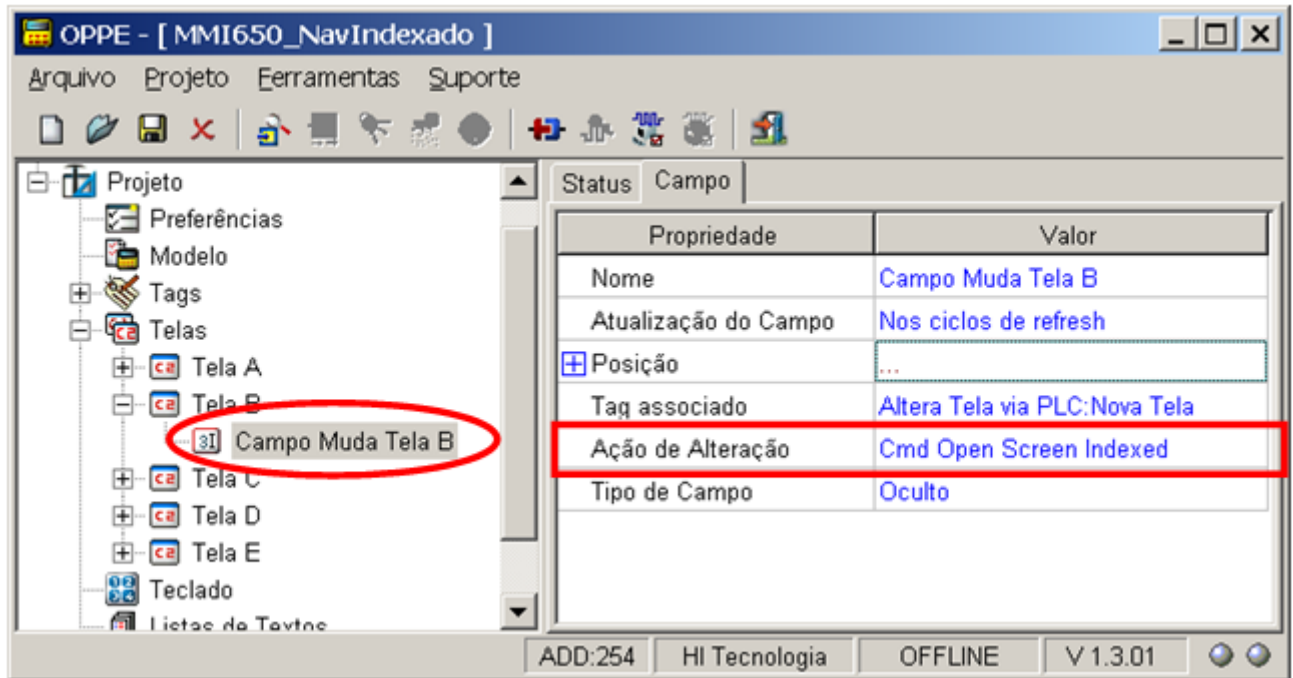 OPPE - [ MMI650_NavIndexado ]
Arquivo Projeto Ferramentas Suporte
Projeto
Preferências
Modelo
Tags
Telas
Tela A
Tela B
Campo Muda Tela B
Tela C
Tela D
Tela E
Teclado
Listas de Textos
Status Campo
Propriedade Valor
Nome Campo Muda Tela B
Atualização do Campo Nos ciclos de refresh
Posição ...
Tag associado Altera Tela via PLC:Nova Tela
Ação de Alteração Cmd Open Screen Indexed
Tipo de Campo Oculto
ADD:254 HI Tecnologia OFFLINE V 1.3.01